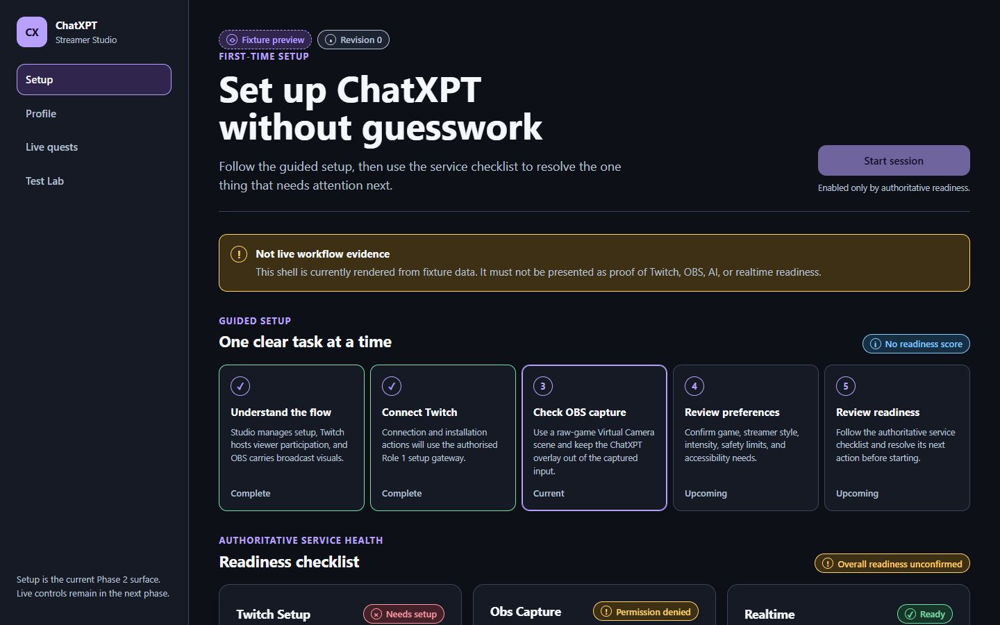 CX
ChatXPT
Streamer Studio
Setup
Profile
Live quests
Test Lab
Setup is the current Phase 2 surface.
Live controls remain in the next phase.
Fixture preview
Revision 0
FIRST-TIME SETUP
Set up ChatXPT
without guesswork
Follow the guided setup, then use the service checklist to resolve the one
thing that needs attention next.
Start session
Enabled only by authoritative readiness.
Not live workflow evidence
This shell is currently rendered from fixture data. It must not be presented as proof of Twitch, OBS, AI, or realtime readiness.
GUIDED SETUP
One clear task at a time
No readiness score
Understand the flow
Studio manages setup, Twitch
hosts viewer participation, and
OBS carries broadcast visuals.
Complete
Connect Twitch
Connection and installation
actions will use the authorised
Role 1 setup gateway.
Complete
3
Check OBS capture
Use a raw-game Virtual Camera
scene and keep the ChatXPT
overlay out of the captured
input.
Current
4
Review preferences
Confirm game, streamer style,
intensity, safety limits, and
accessibility needs.
Upcoming
5
Review readiness
Follow the authoritative service
checklist and resolve its next
action before starting.
Upcoming
AUTHORITATIVE SERVICE HEALTH
Readiness checklist
Overall readiness unconfirmed
Twitch Setup
Needs setup
Obs Capture
Permission denied
Realtime
Ready